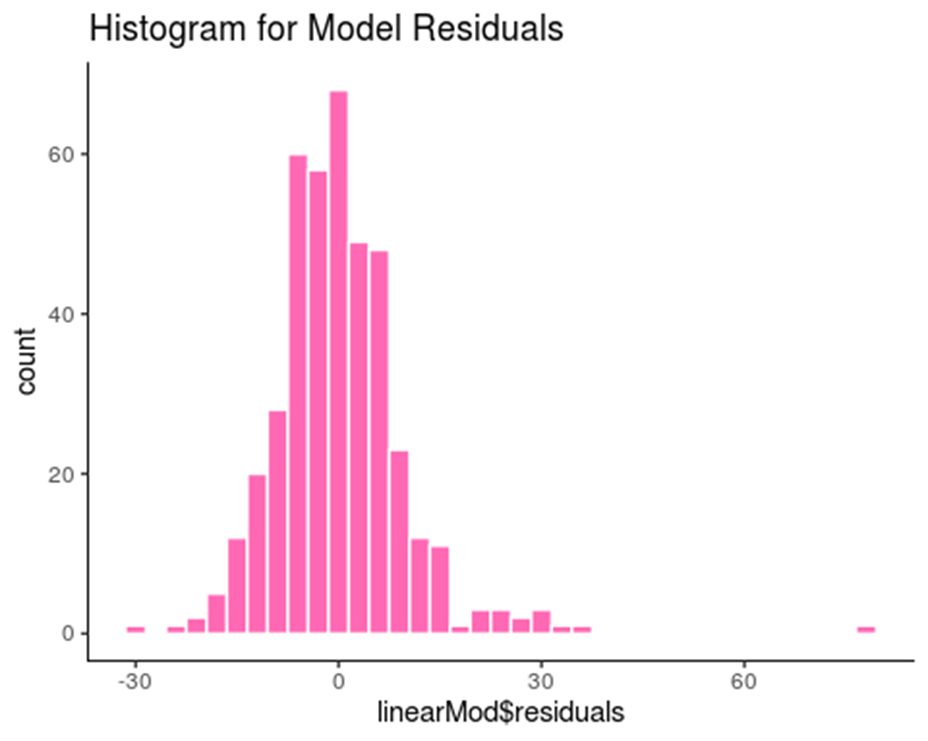 Histogram for Model Residuals
60
40
20
0
count
-30 0 30 60
linearMod$residuals